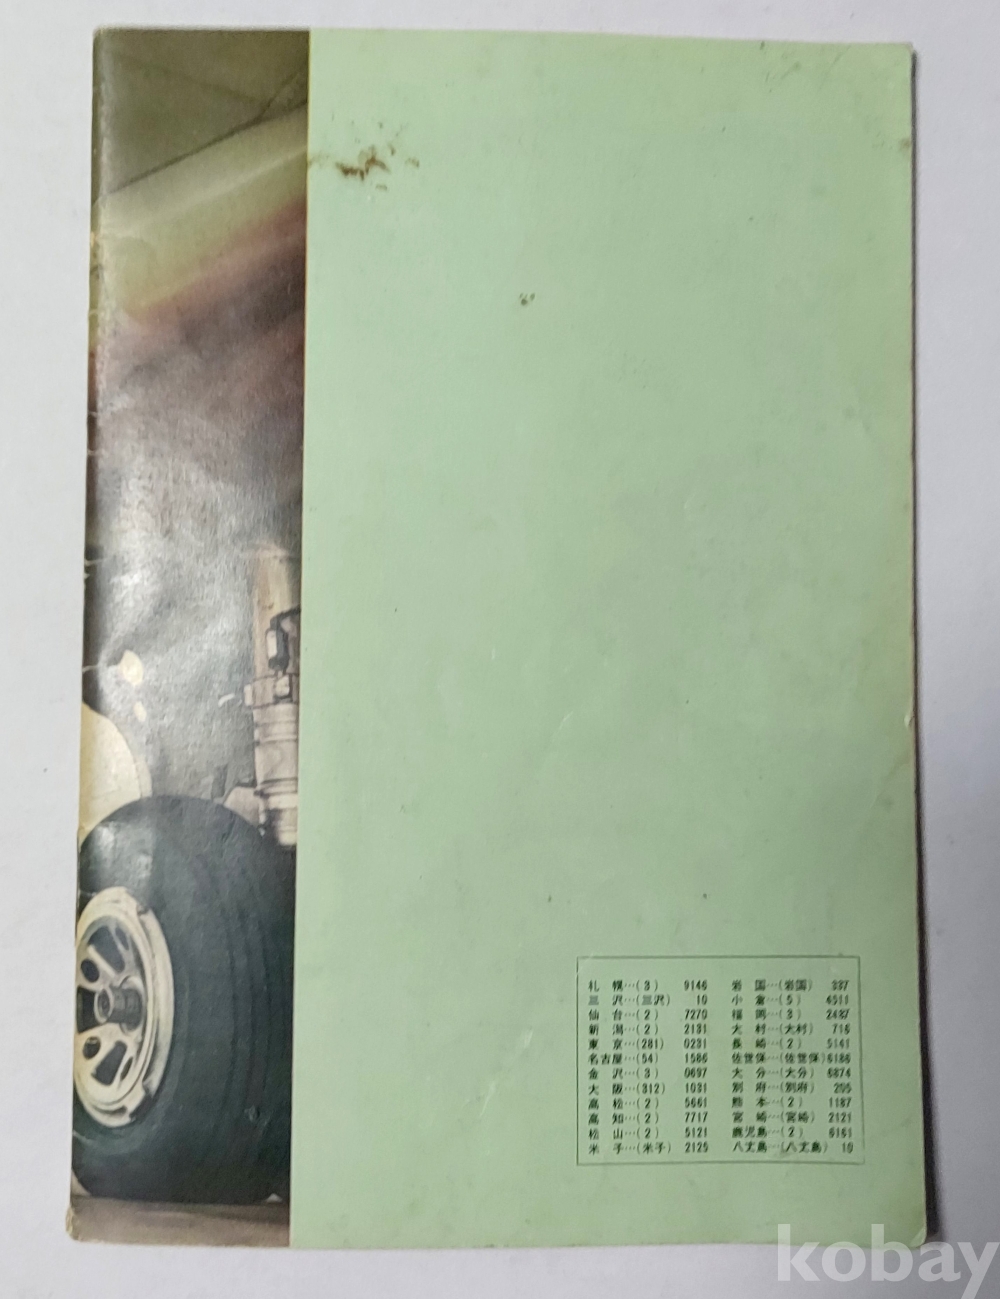 札幌…(3) 9146
三沢…(三沢) 10
仙台…(2) 7270
新潟…(2) 2131
東京…(281) 0231
名古屋…(54) 1586
金沢…(3) 0697
大阪…(312) 1031
高松…(2) 5661
高知…(2) 7717
松山…(2) 5121
米子…(米子) 2125
岩国…(岩国) 337
小倉…(5) 4511
福岡…(3) 2487
大村…(大村) 716
長崎…(2) 5141
佐世保…(佐世保) 6186
大分…(大分) 6874
別府…(別府) 205
熊本…(2) 1187
宮崎…(宮崎) 2121
鹿児島…(2) 6161
八丈島…(八丈島) 10
kobay